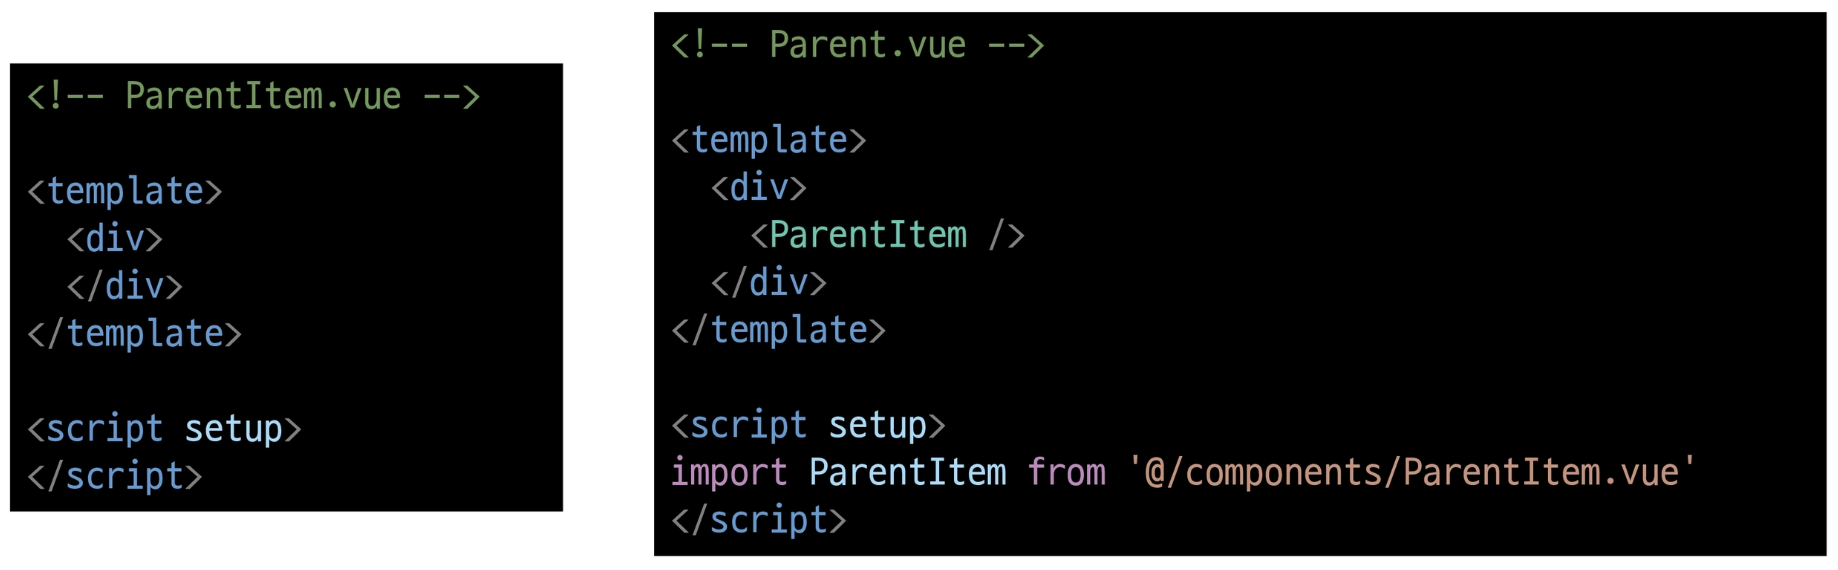 <!-- ParentItem.vue -->
<template>
  <div>
  </div>
</template>
<script setup>
</script>
<!-- Parent.vue -->
<template>
  <div>
    <ParentItem />
  </div>
</template>
<script setup>
import ParentItem from '@/components/ParentItem.vue'
</script>